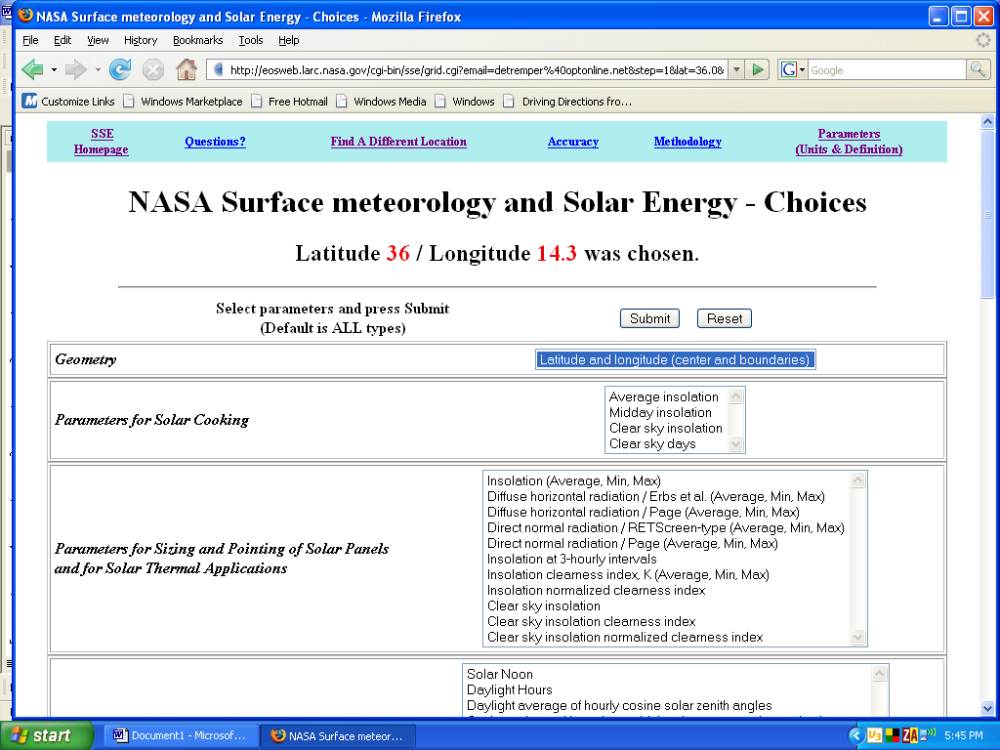 NASA Surface meteorology and Solar Energy - Choices - Mozilla Firefox
File Edit View History Bookmarks Tools Help
http://eosweb.larc.nasa.gov/cgi-bin/sse/grid.cgi?email=detremper%40optonline.net&step=1&lat=36.0&
G Google
Customize Links Windows Marketplace Free Hotmail Windows Media Windows Driving Directions fro...
SSE
Homepage
Questions?
Find A Different Location
Accuracy
Methodology
Parameters
(Units & Definition)
NASA Surface meteorology and Solar Energy - Choices
Latitude 36 / Longitude 14.3 was chosen.
Select parameters and press Submit
(Default is ALL types)
Submit Reset
Geometry
Latitude and longitude (center and boundaries)
Parameters for Solar Cooking
Average insolation
Midday insolation
Clear sky insolation
Clear sky days
Parameters for Sizing and Pointing of Solar Panels
and for Solar Thermal Applications
Insolation (Average, Min, Max)
Diffuse horizontal radiation / Erbs et al. (Average, Min, Max)
Diffuse horizontal radiation / Page (Average, Min, Max)
Direct normal radiation / RETScreen-type (Average, Min, Max)
Direct normal radiation / Page (Average, Min, Max)
Insolation at 3-hourly intervals
Insolation clearness index, K (Average, Min, Max)
Insolation normalized clearness index
Clear sky insolation
Clear sky insolation clearness index
Clear sky insolation normalized clearness index
Solar Noon
Daylight Hours
Daylight average of hourly cosine solar zenith angles
start Document1 - Microsof... NASA Surface meteor... ZA 5:45 PM